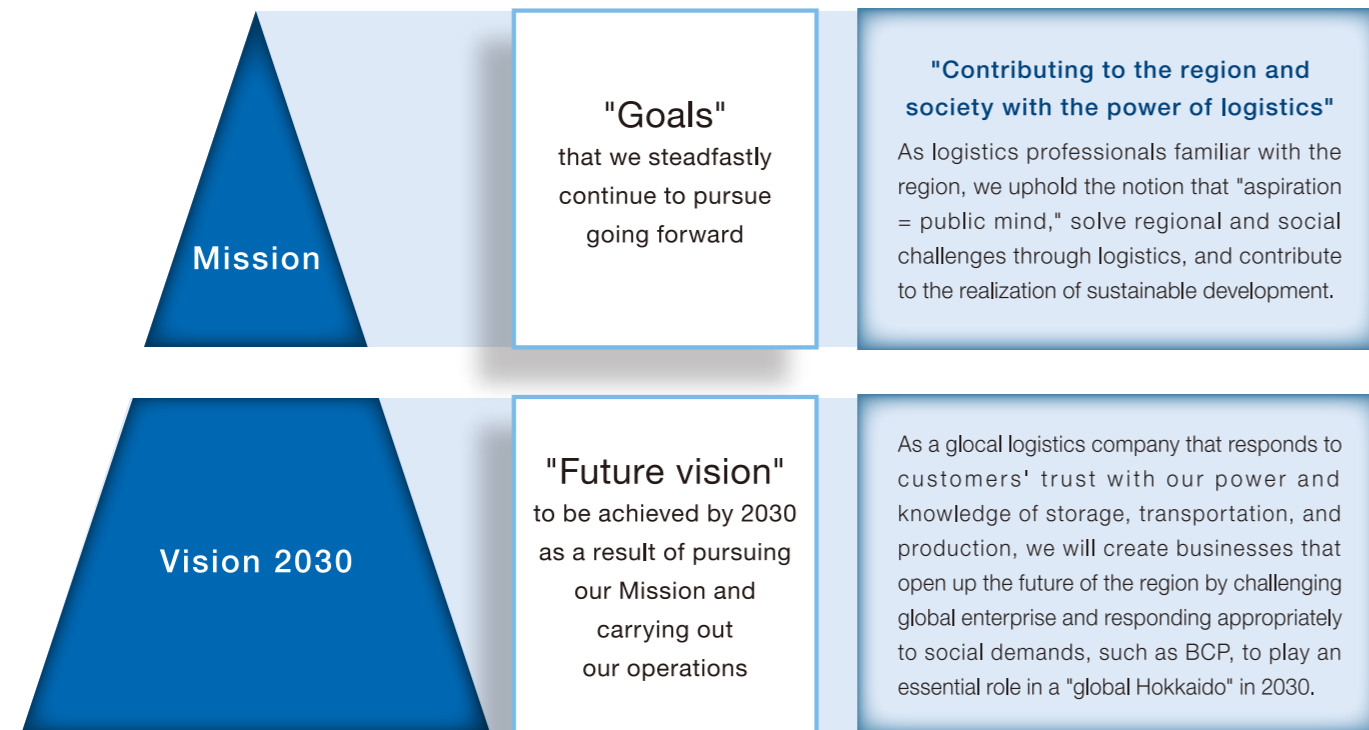 Mission
"Goals"
that we steadfastly
continue to pursue
going forward
"Contributing to the region and
society with the power of logistics"
As logistics professionals familiar with the
region, we uphold the notion that "aspiration
= public mind," solve regional and social
challenges through logistics, and contribute
to the realization of sustainable development.
Vision 2030
"Future vision"
to be achieved by 2030
as a result of pursuing
our Mission and
carrying out
our operations
As a glocal logistics company that responds to
customers' trust with our power and
knowledge of storage, transportation, and
production, we will create businesses that
open up the future of the region by challenging
global enterprise and responding appropriately
to social demands, such as BCP, to play an
essential role in a "global Hokkaido" in 2030.